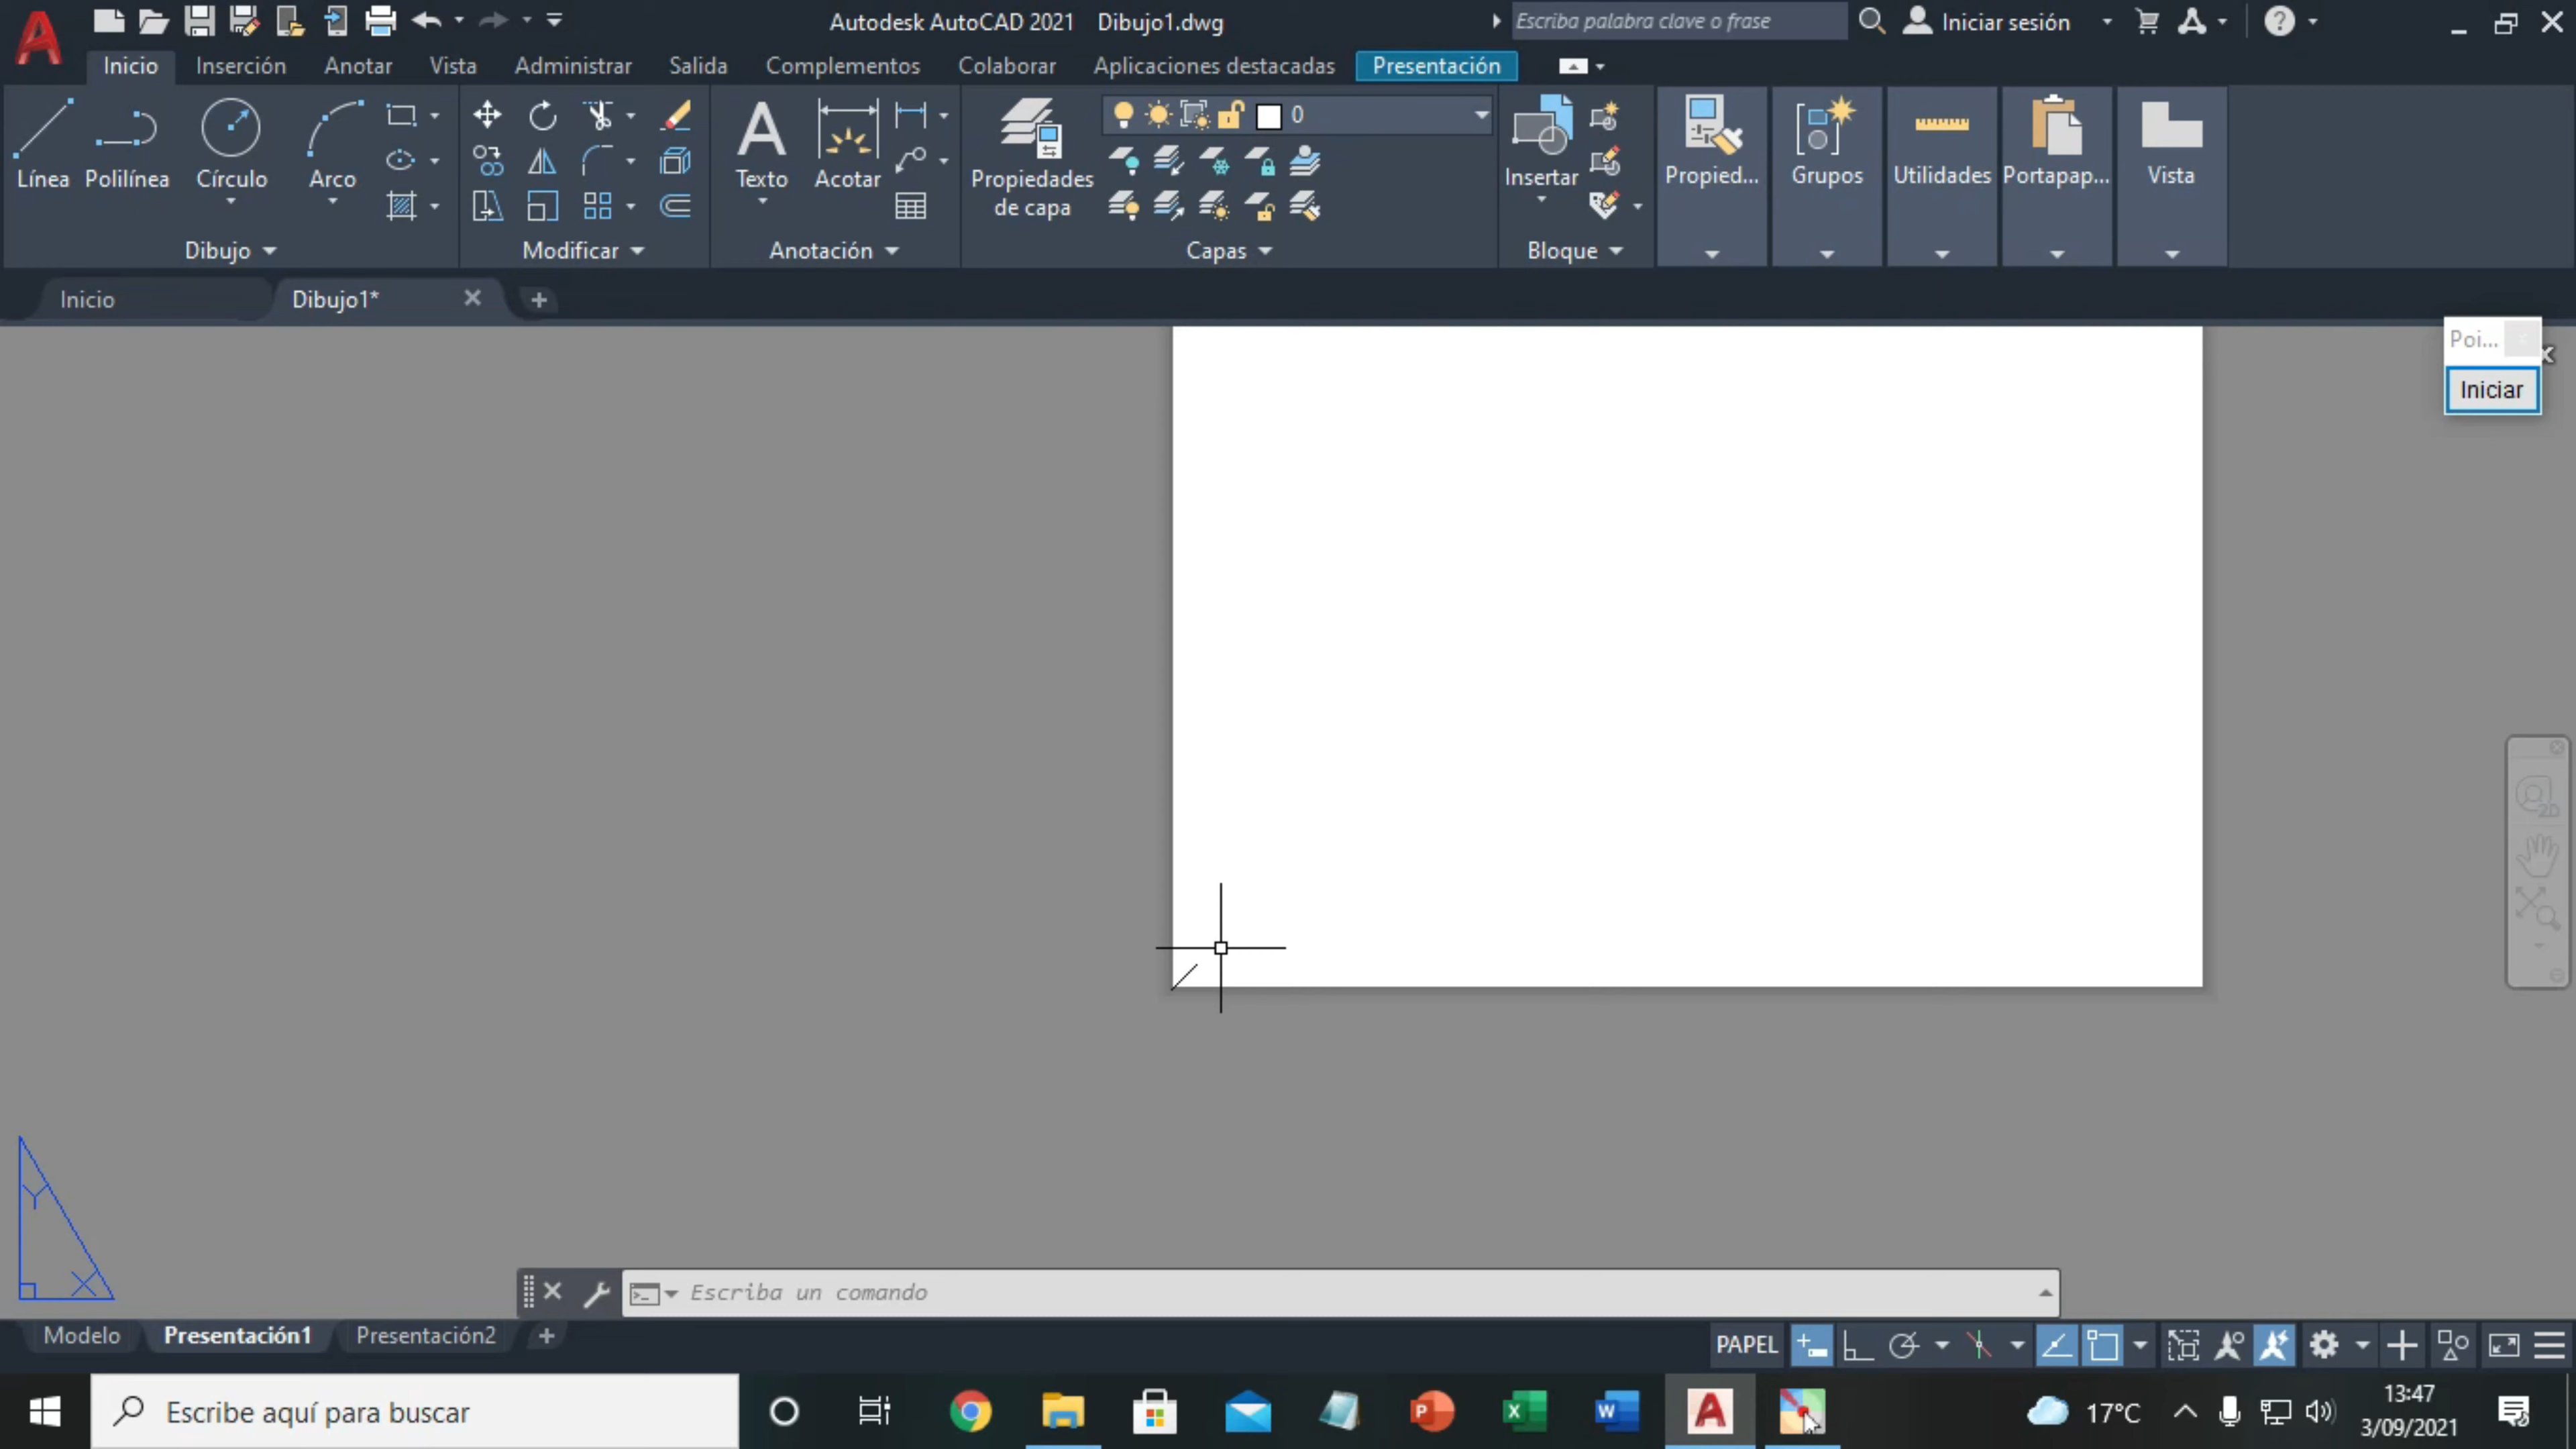 Autodesk AutoCAD 2021 Dibujo1.dwg
Escriba palabra clave o frase
Iniciar sesión
Inicio Inserción Anotar Vista Administrar Salida Complementos Colaborar Aplicaciones destacadas Presentación
Línea Polilínea Círculo Arco
Texto Acotar
Propiedades de capa
0
Insertar
Propied... Grupos Utilidades Portapap... Vista
Dibujo Modificar Anotación Capas Bloque
Inicio Dibujo1*
Poi...
Iniciar
2D
Y
X
Escriba un comando
Modelo Presentación1 Presentación2
PAPEL
Escribe aquí para buscar
17°C
13:47
3/09/2021